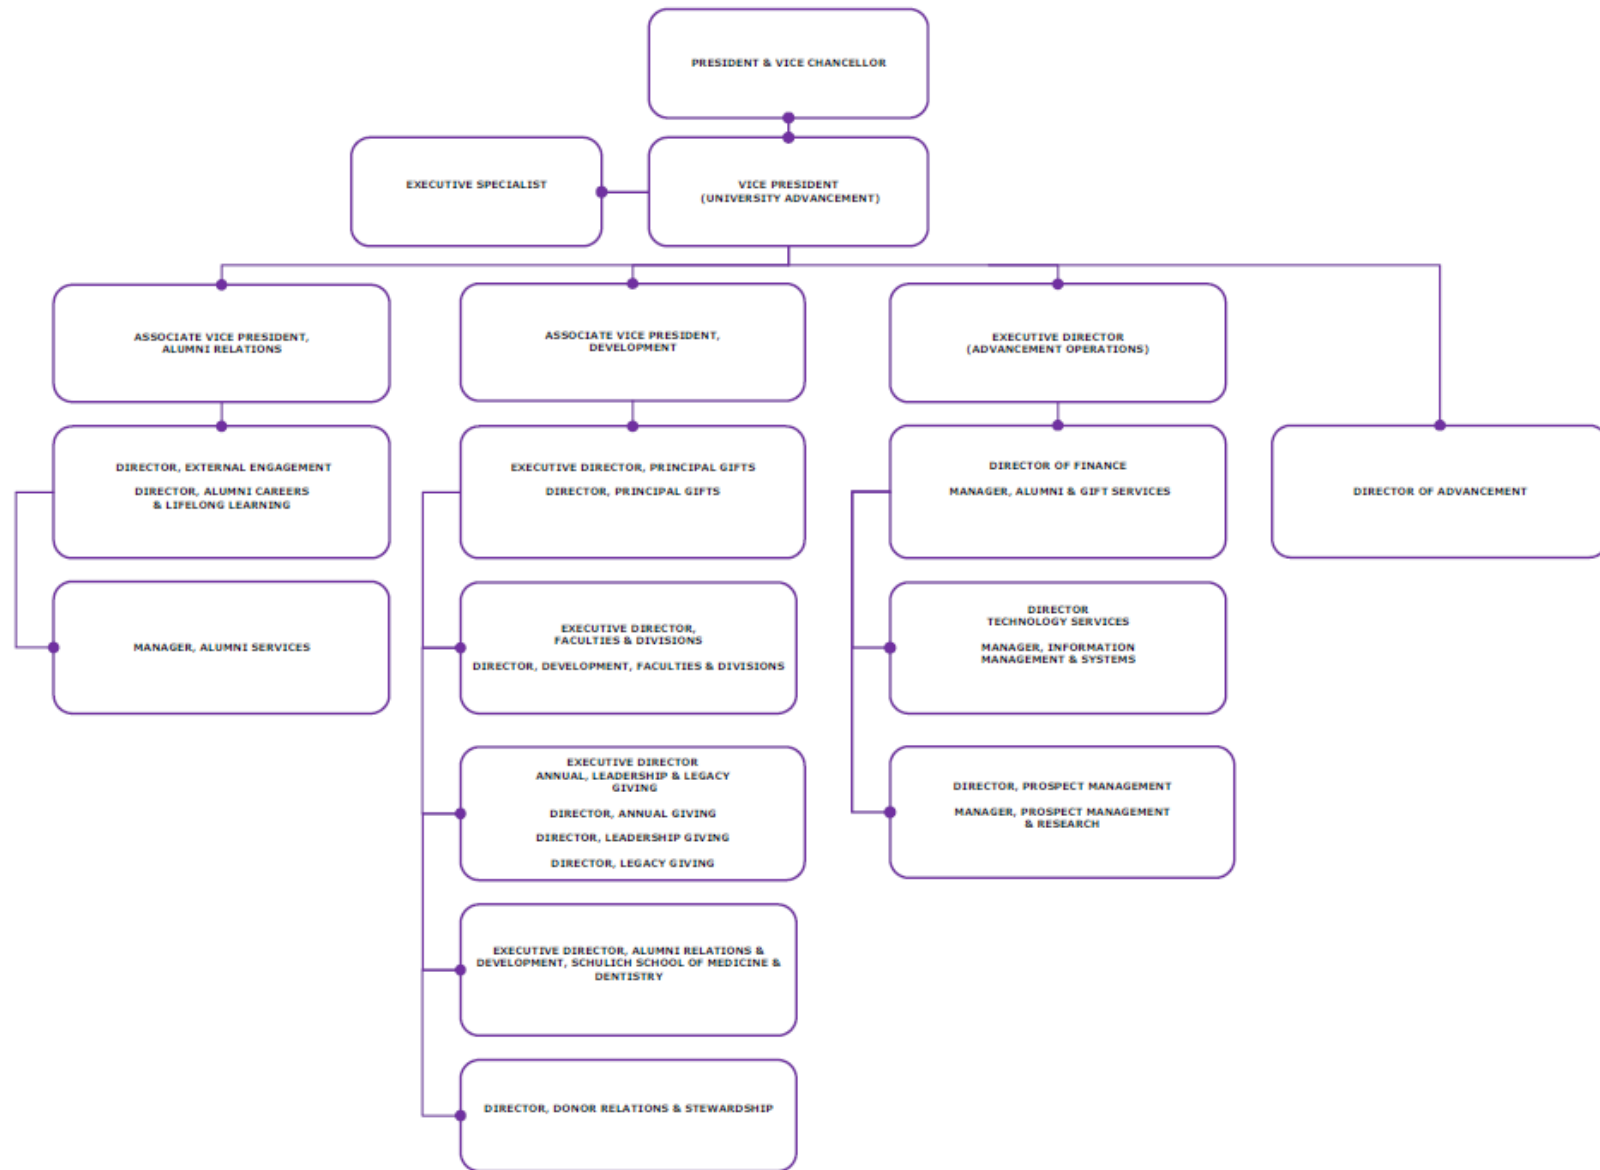 PRESIDENT & VICE CHANCELLOR
EXECUTIVE SPECIALIST
VICE PRESIDENT
(UNIVERSITY ADVANCEMENT)
ASSOCIATE VICE PRESIDENT,
ALUMNI RELATIONS
ASSOCIATE VICE PRESIDENT,
DEVELOPMENT
EXECUTIVE DIRECTOR
(ADVANCEMENT OPERATIONS)
DIRECTOR, EXTERNAL ENGAGEMENT
DIRECTOR, ALUMNI CAREERS
& LIFELONG LEARNING
EXECUTIVE DIRECTOR, PRINCIPAL GIFTS
DIRECTOR, PRINCIPAL GIFTS
DIRECTOR OF FINANCE
MANAGER, ALUMNI & GIFT SERVICES
DIRECTOR OF ADVANCEMENT
MANAGER, ALUMNI SERVICES
EXECUTIVE DIRECTOR,
FACULTIES & DIVISIONS
DIRECTOR, DEVELOPMENT, FACULTIES & DIVISIONS
DIRECTOR
TECHNOLOGY SERVICES
MANAGER, INFORMATION
MANAGEMENT & SYSTEMS
EXECUTIVE DIRECTOR
ANNUAL, LEADERSHIP & LEGACY
GIVING
DIRECTOR, ANNUAL GIVING
DIRECTOR, LEADERSHIP GIVING
DIRECTOR, LEGACY GIVING
DIRECTOR, PROSPECT MANAGEMENT
MANAGER, PROSPECT MANAGEMENT
& RESEARCH
EXECUTIVE DIRECTOR, ALUMNI RELATIONS &
DEVELOPMENT, SCHULICH SCHOOL OF MEDICINE &
DENTISTRY
DIRECTOR, DONOR RELATIONS & STEWARDSHIP